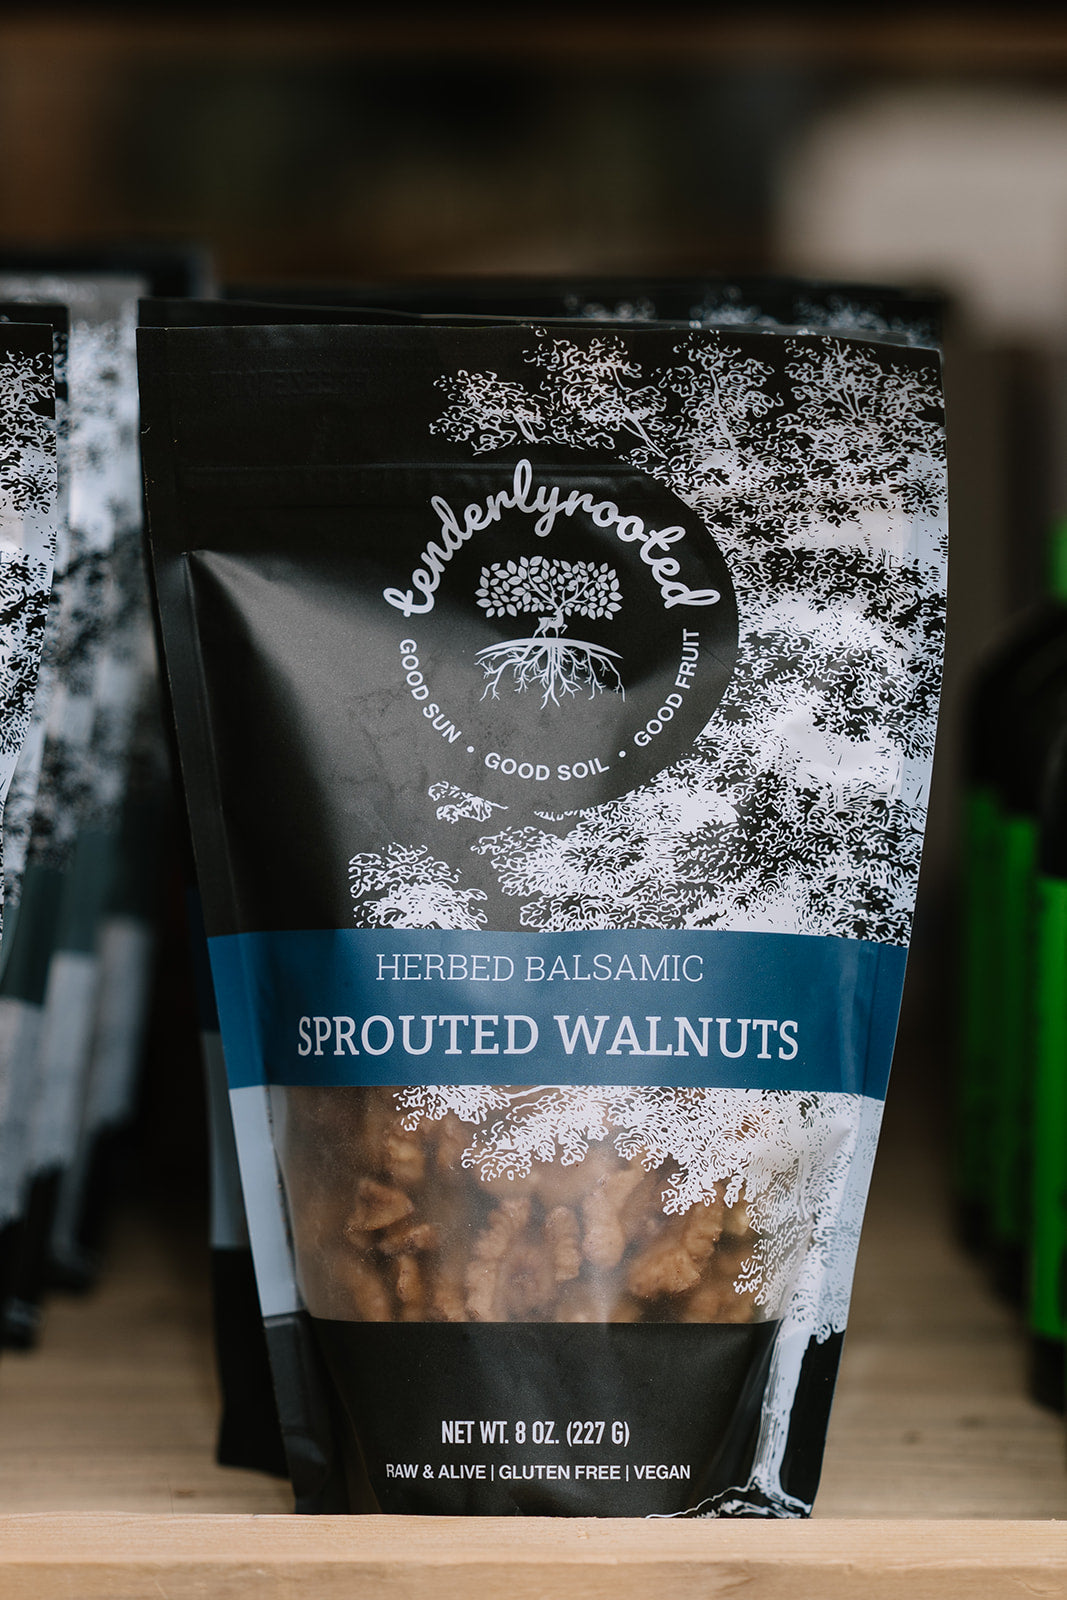 tenderlyrooted
GOOD SUN • GOOD SOIL • GOOD FRUIT
HERBED BALSAMIC
SPROUTED WALNUTS
NET WT. 8 OZ. (227 G)
RAW & ALIVE | GLUTEN FREE | VEGAN